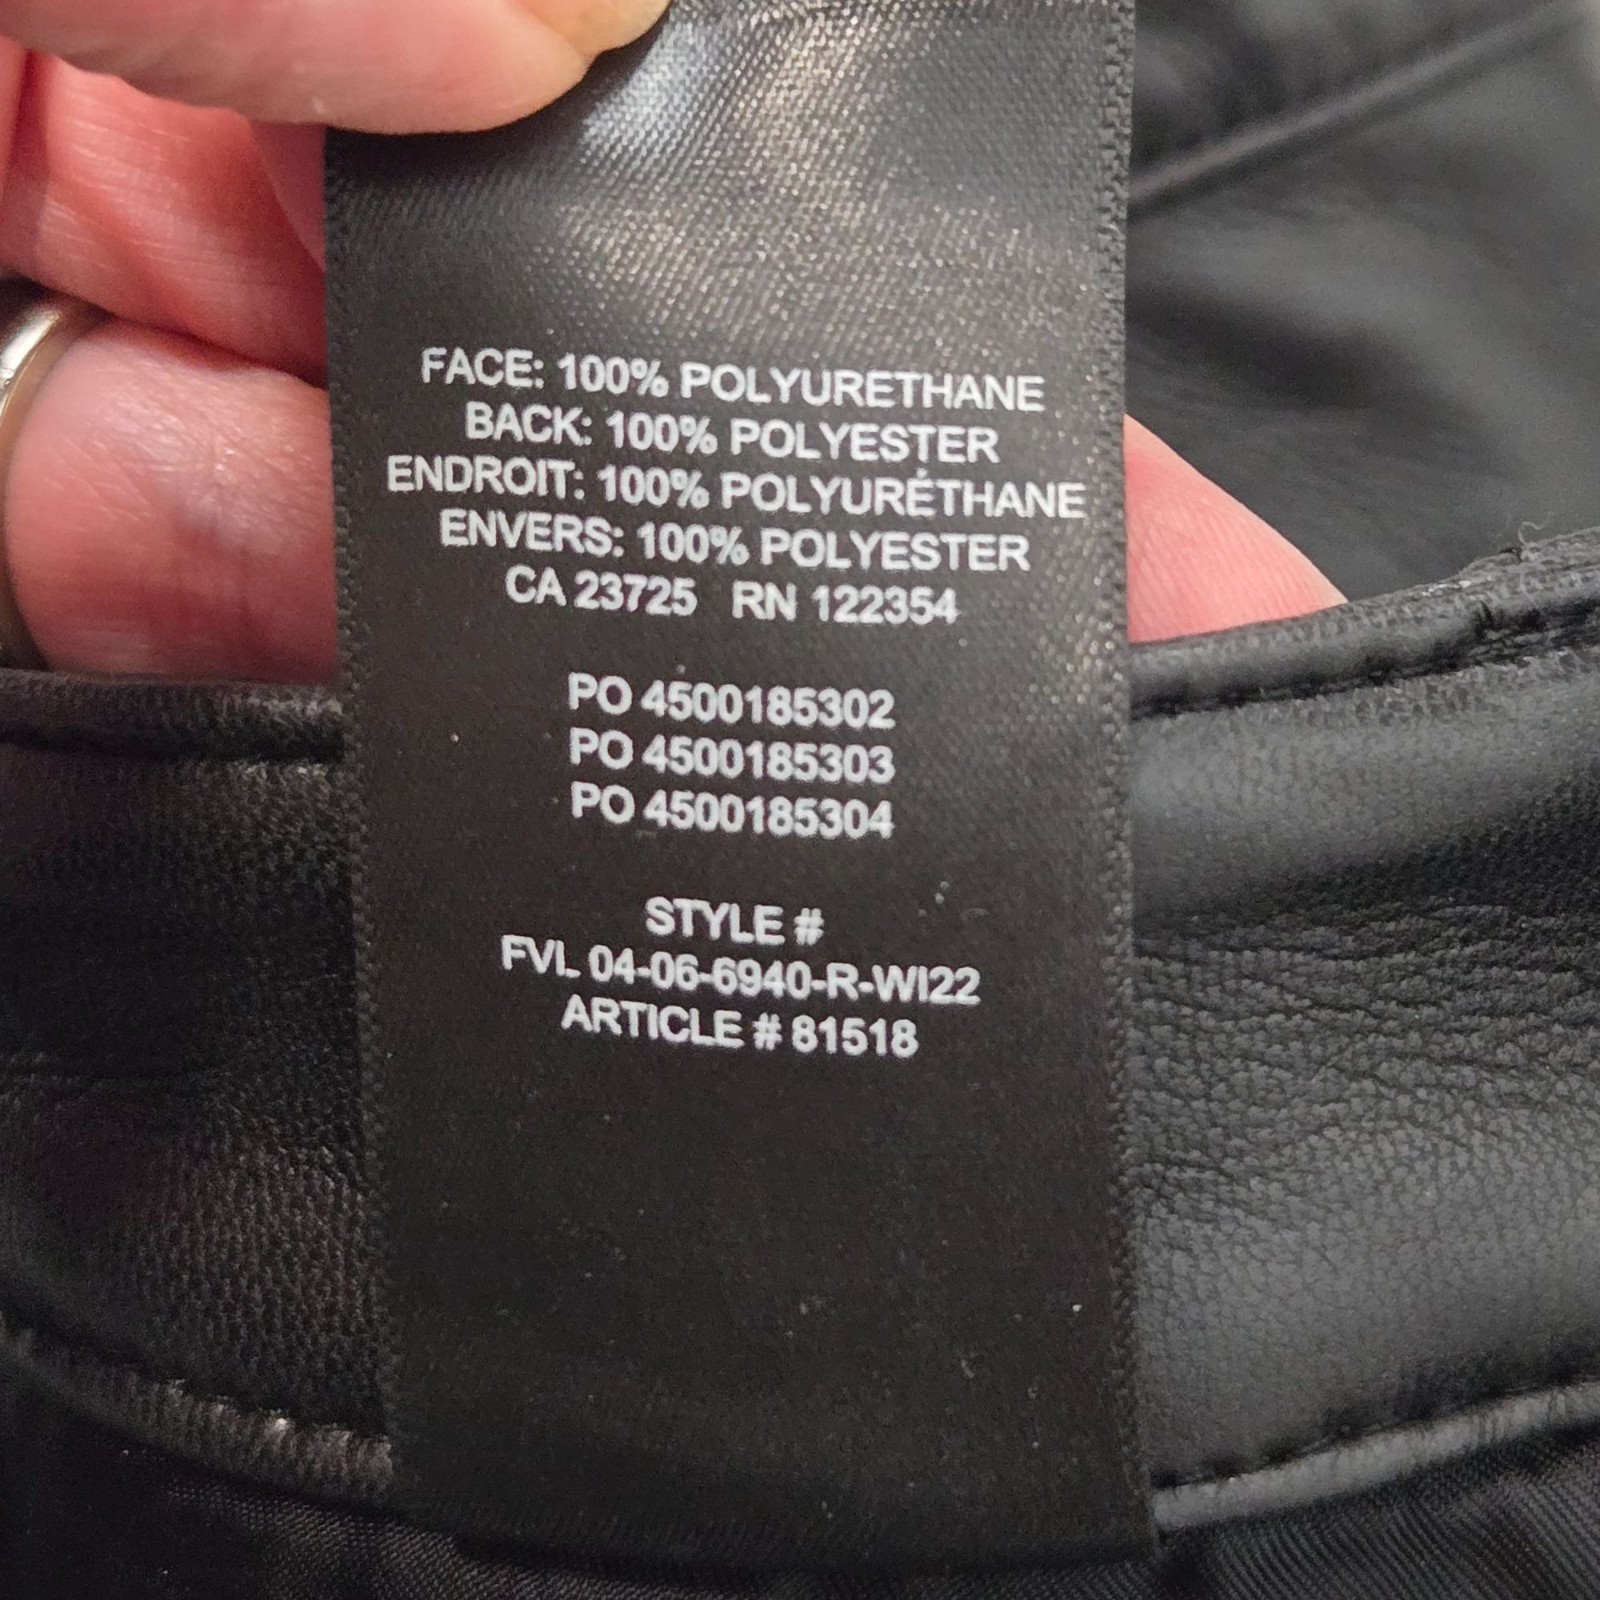 FACE: 100% POLYURETHANE
BACK: 100% POLYESTER
ENDROIT: 100% POLYURÉTHANE
ENVERS: 100% POLYESTER
CA 23725 RN 122354
PO 4500185302
PO 4500185303
PO 4500185304
STYLE #
FVL 04-06-6940-R-WI22
ARTICLE # 81518